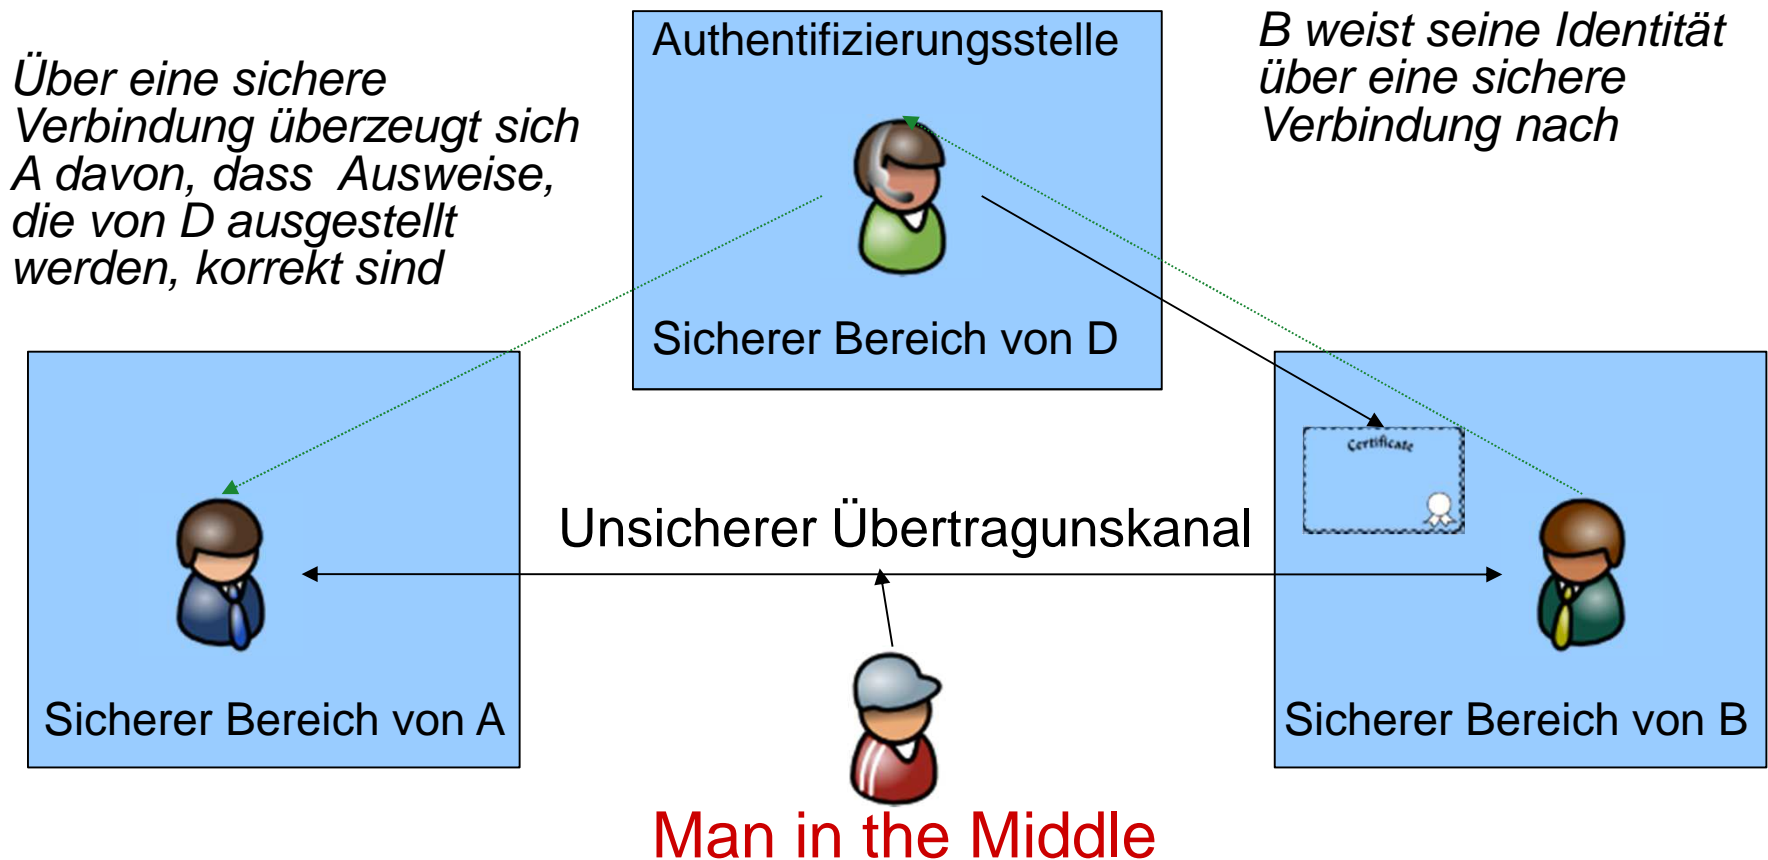 Authentifizierungsstelle
Über eine sichere
Verbindung überzeugt sich
A davon, dass  Ausweise,
die von D ausgestellt
werden, korrekt sind
B weist seine Identität
über eine sichere
Verbindung nach
Sicherer Bereich von D
Certificate
Unsicherer Übertragunskanal
Sicherer Bereich von A
Sicherer Bereich von B
Man in the Middle